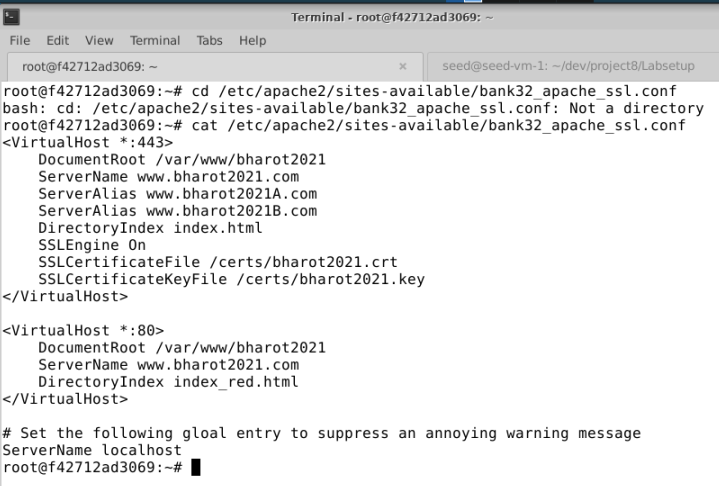 Terminal - root@f42712ad3069: ~
File Edit View Terminal Tabs Help
root@f42712ad3069: ~ × seed@seed-vm-1: ~/dev/project8/Labsetup
root@f42712ad3069:~# cd /etc/apache2/sites-available/bank32_apache_ssl.conf
bash: cd: /etc/apache2/sites-available/bank32_apache_ssl.conf: Not a directory
root@f42712ad3069:~# cat /etc/apache2/sites-available/bank32_apache_ssl.conf
<VirtualHost *:443>
    DocumentRoot /var/www/bharot2021
    ServerName www.bharot2021.com
    ServerAlias www.bharot2021A.com
    ServerAlias www.bharot2021B.com
    DirectoryIndex index.html
    SSLEngine On
    SSLCertificateFile /certs/bharot2021.crt
    SSLCertificateKeyFile /certs/bharot2021.key
</VirtualHost>

<VirtualHost *:80>
    DocumentRoot /var/www/bharot2021
    ServerName www.bharot2021.com
    DirectoryIndex index_red.html
</VirtualHost>

# Set the following gloal entry to suppress an annoying warning message
ServerName localhost
root@f42712ad3069:~#